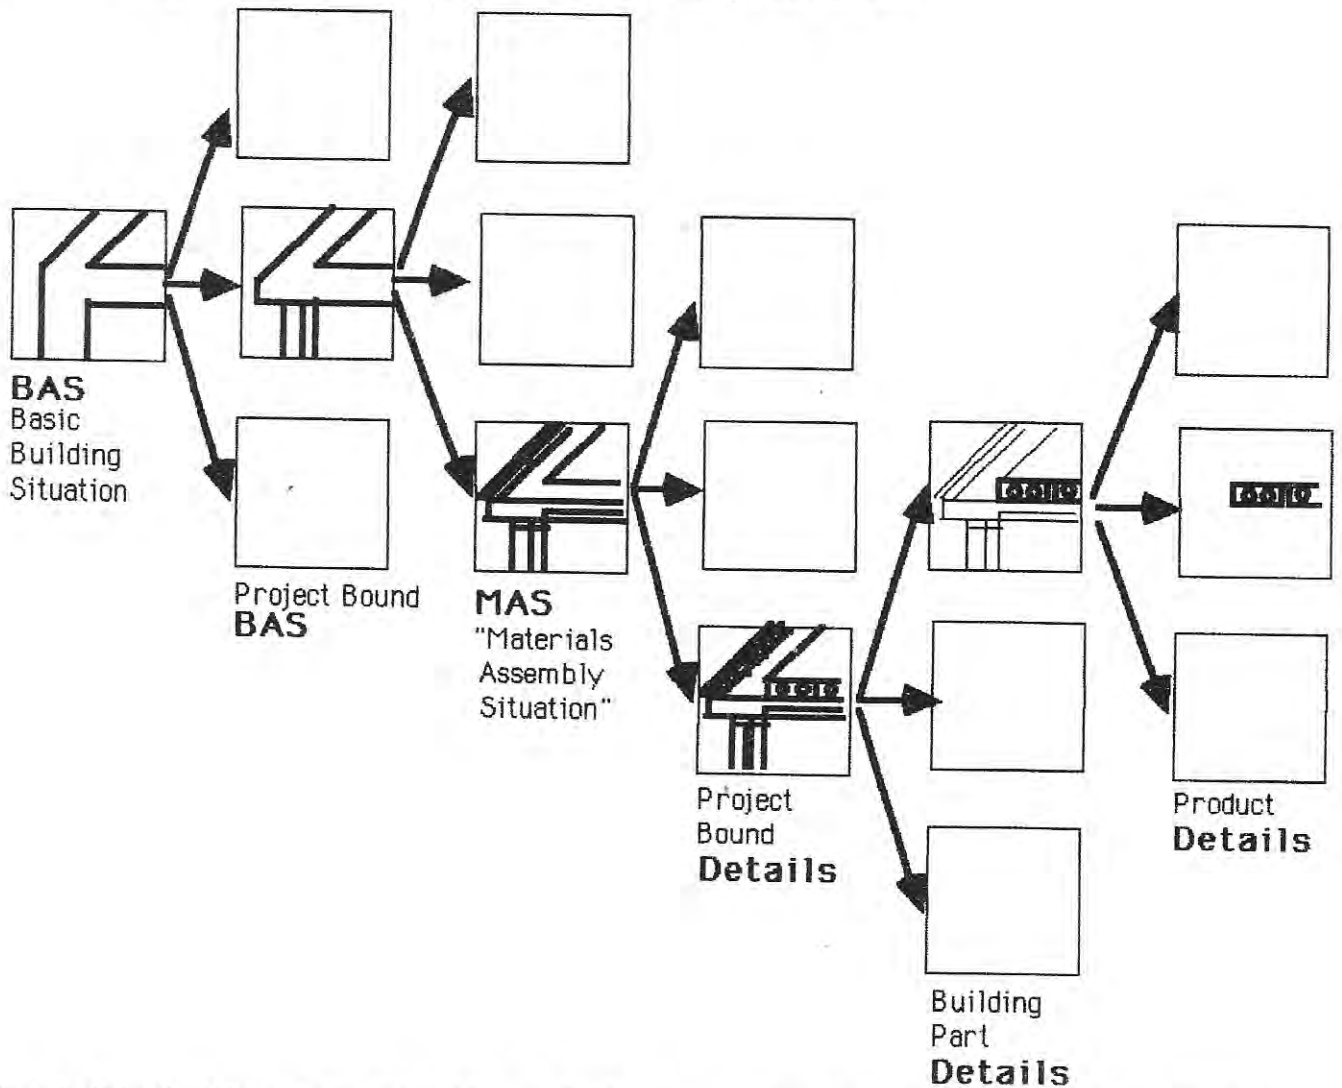 BAS
Basic
Building
Situation
Project Bound
BAS
MAS
"Materials
Assembly
Situation"
Project
Bound
Details
Building
Part
Details
Product
Details